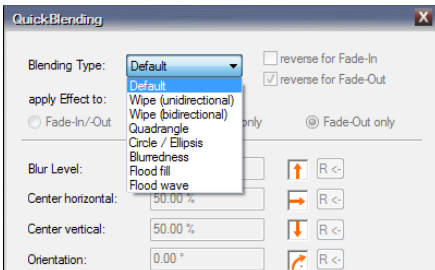 QuickBlending
X
Blending Type: Default
reverse for Fade-In
reverse for Fade-Out
Default
Wipe (unidirectional)
Wipe (bidirectional)
Quadrangle
Circle / Ellipsis
Blurredness
Flood fill
Flood wave
apply Effect to:
Fade-In/-Out
only
Fade-Out only
Blur Level:
R <-
Center horizontal: 50.00 % R <-
Center vertical: 50.00 % R <-
Orientation: 0.00 ° R <-